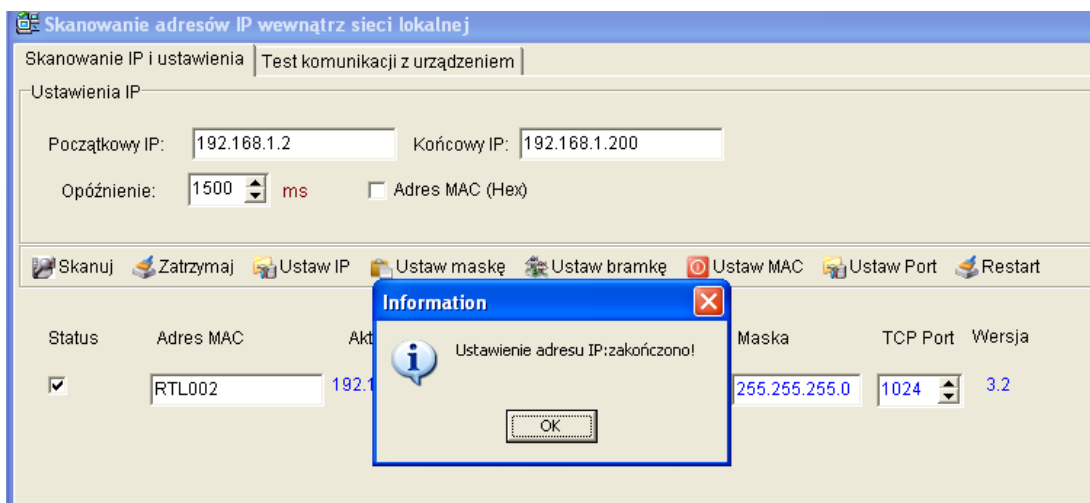 Skanowanie adresów IP wewnątrz sieci lokalnej
Skanowanie IP i ustawienia Test komunikacji z urządzeniem
Ustawienia IP
Początkowy IP: 192.168.1.2 Końcowy IP: 192.168.1.200
Opóźnienie: 1500 ms Adres MAC (Hex)
Skanuj Zatrzymaj Ustaw IP Ustaw maskę Ustaw bramkę Ustaw MAC Ustaw Port Restart
Information
Ustawienie adresu IP:zakończono!
OK
Status Adres MAC Akt Maska TCP Port Wersja
RTL002 192.1 255.255.255.0 1024 3.2